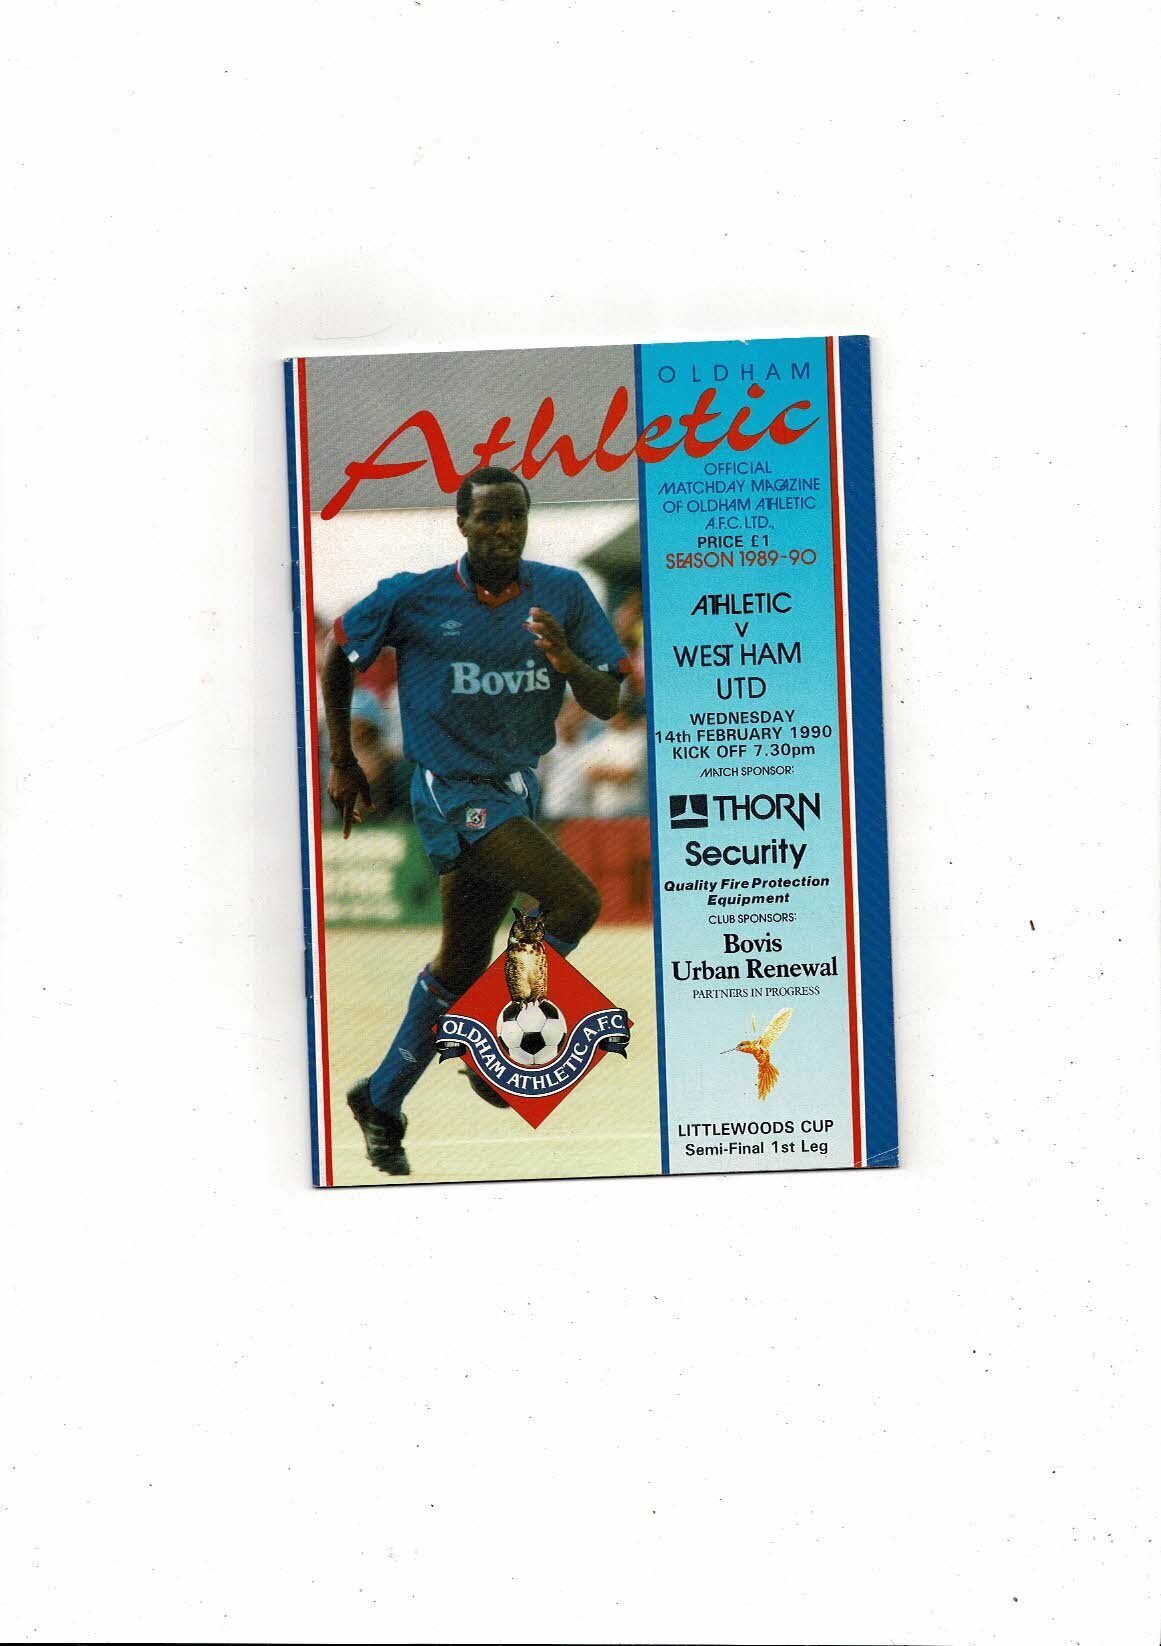 OLDHAM
Athletic
OFFICIAL
MATCHDAY MAGAZINE
OF OLDHAM ATHLETIC
A.F.C. LTD.,
PRICE £1
SEASON 1989-90
ATHLETIC
V
WEST HAM
UTD
WEDNESDAY
14th FEBRUARY 1990
KICK OFF 7.30pm
MATCH SPONSOR:
THORN
Security
Quality Fire Protection
Equipment
CLUB SPONSORS:
Bovis
Urban Renewal
PARTNERS IN PROGRESS
LITTLEWOODS CUP
Semi-Final 1st Leg
Bovis
OLDHAM ATHLETIC A.F.C.